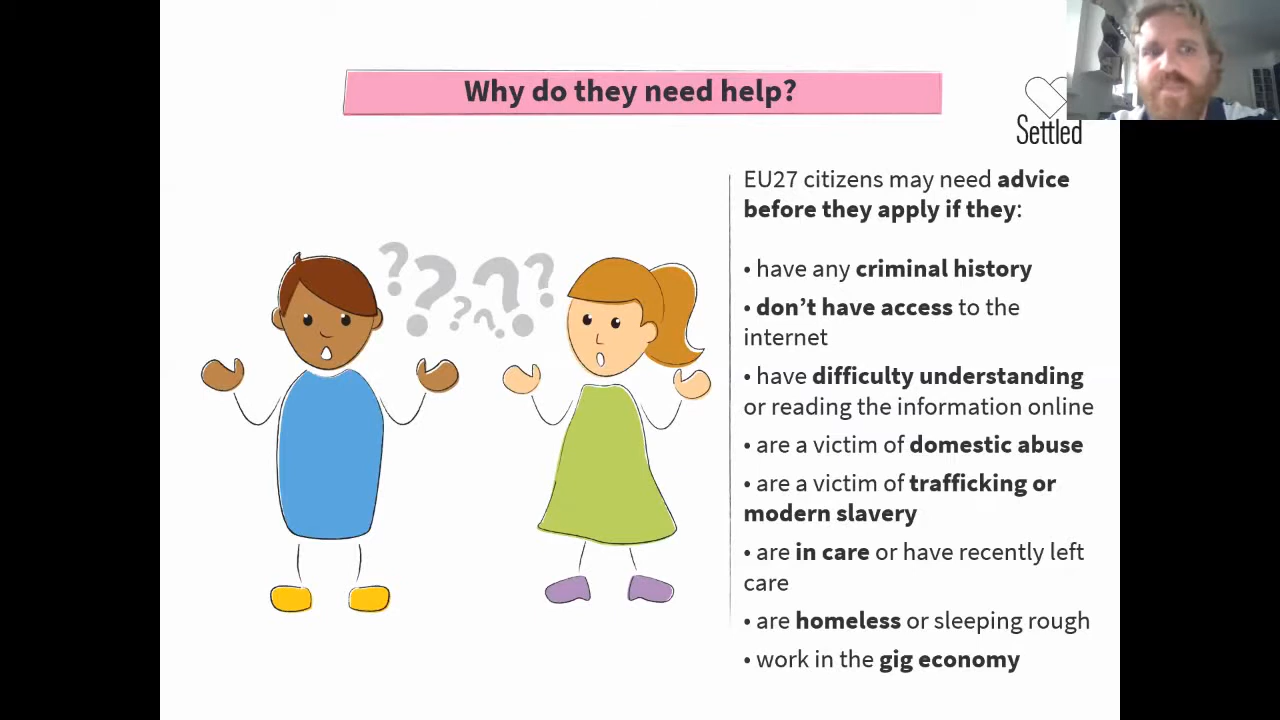 Why do they need help?
Settled
EU27 citizens may need advice
before they apply if they:
• have any criminal history
• don’t have access to the
internet
• have difficulty understanding
or reading the information online
• are a victim of domestic abuse
• are a victim of trafficking or
modern slavery
• are in care or have recently left
care
• are homeless or sleeping rough
• work in the gig economy
? ? ? ? ? ?